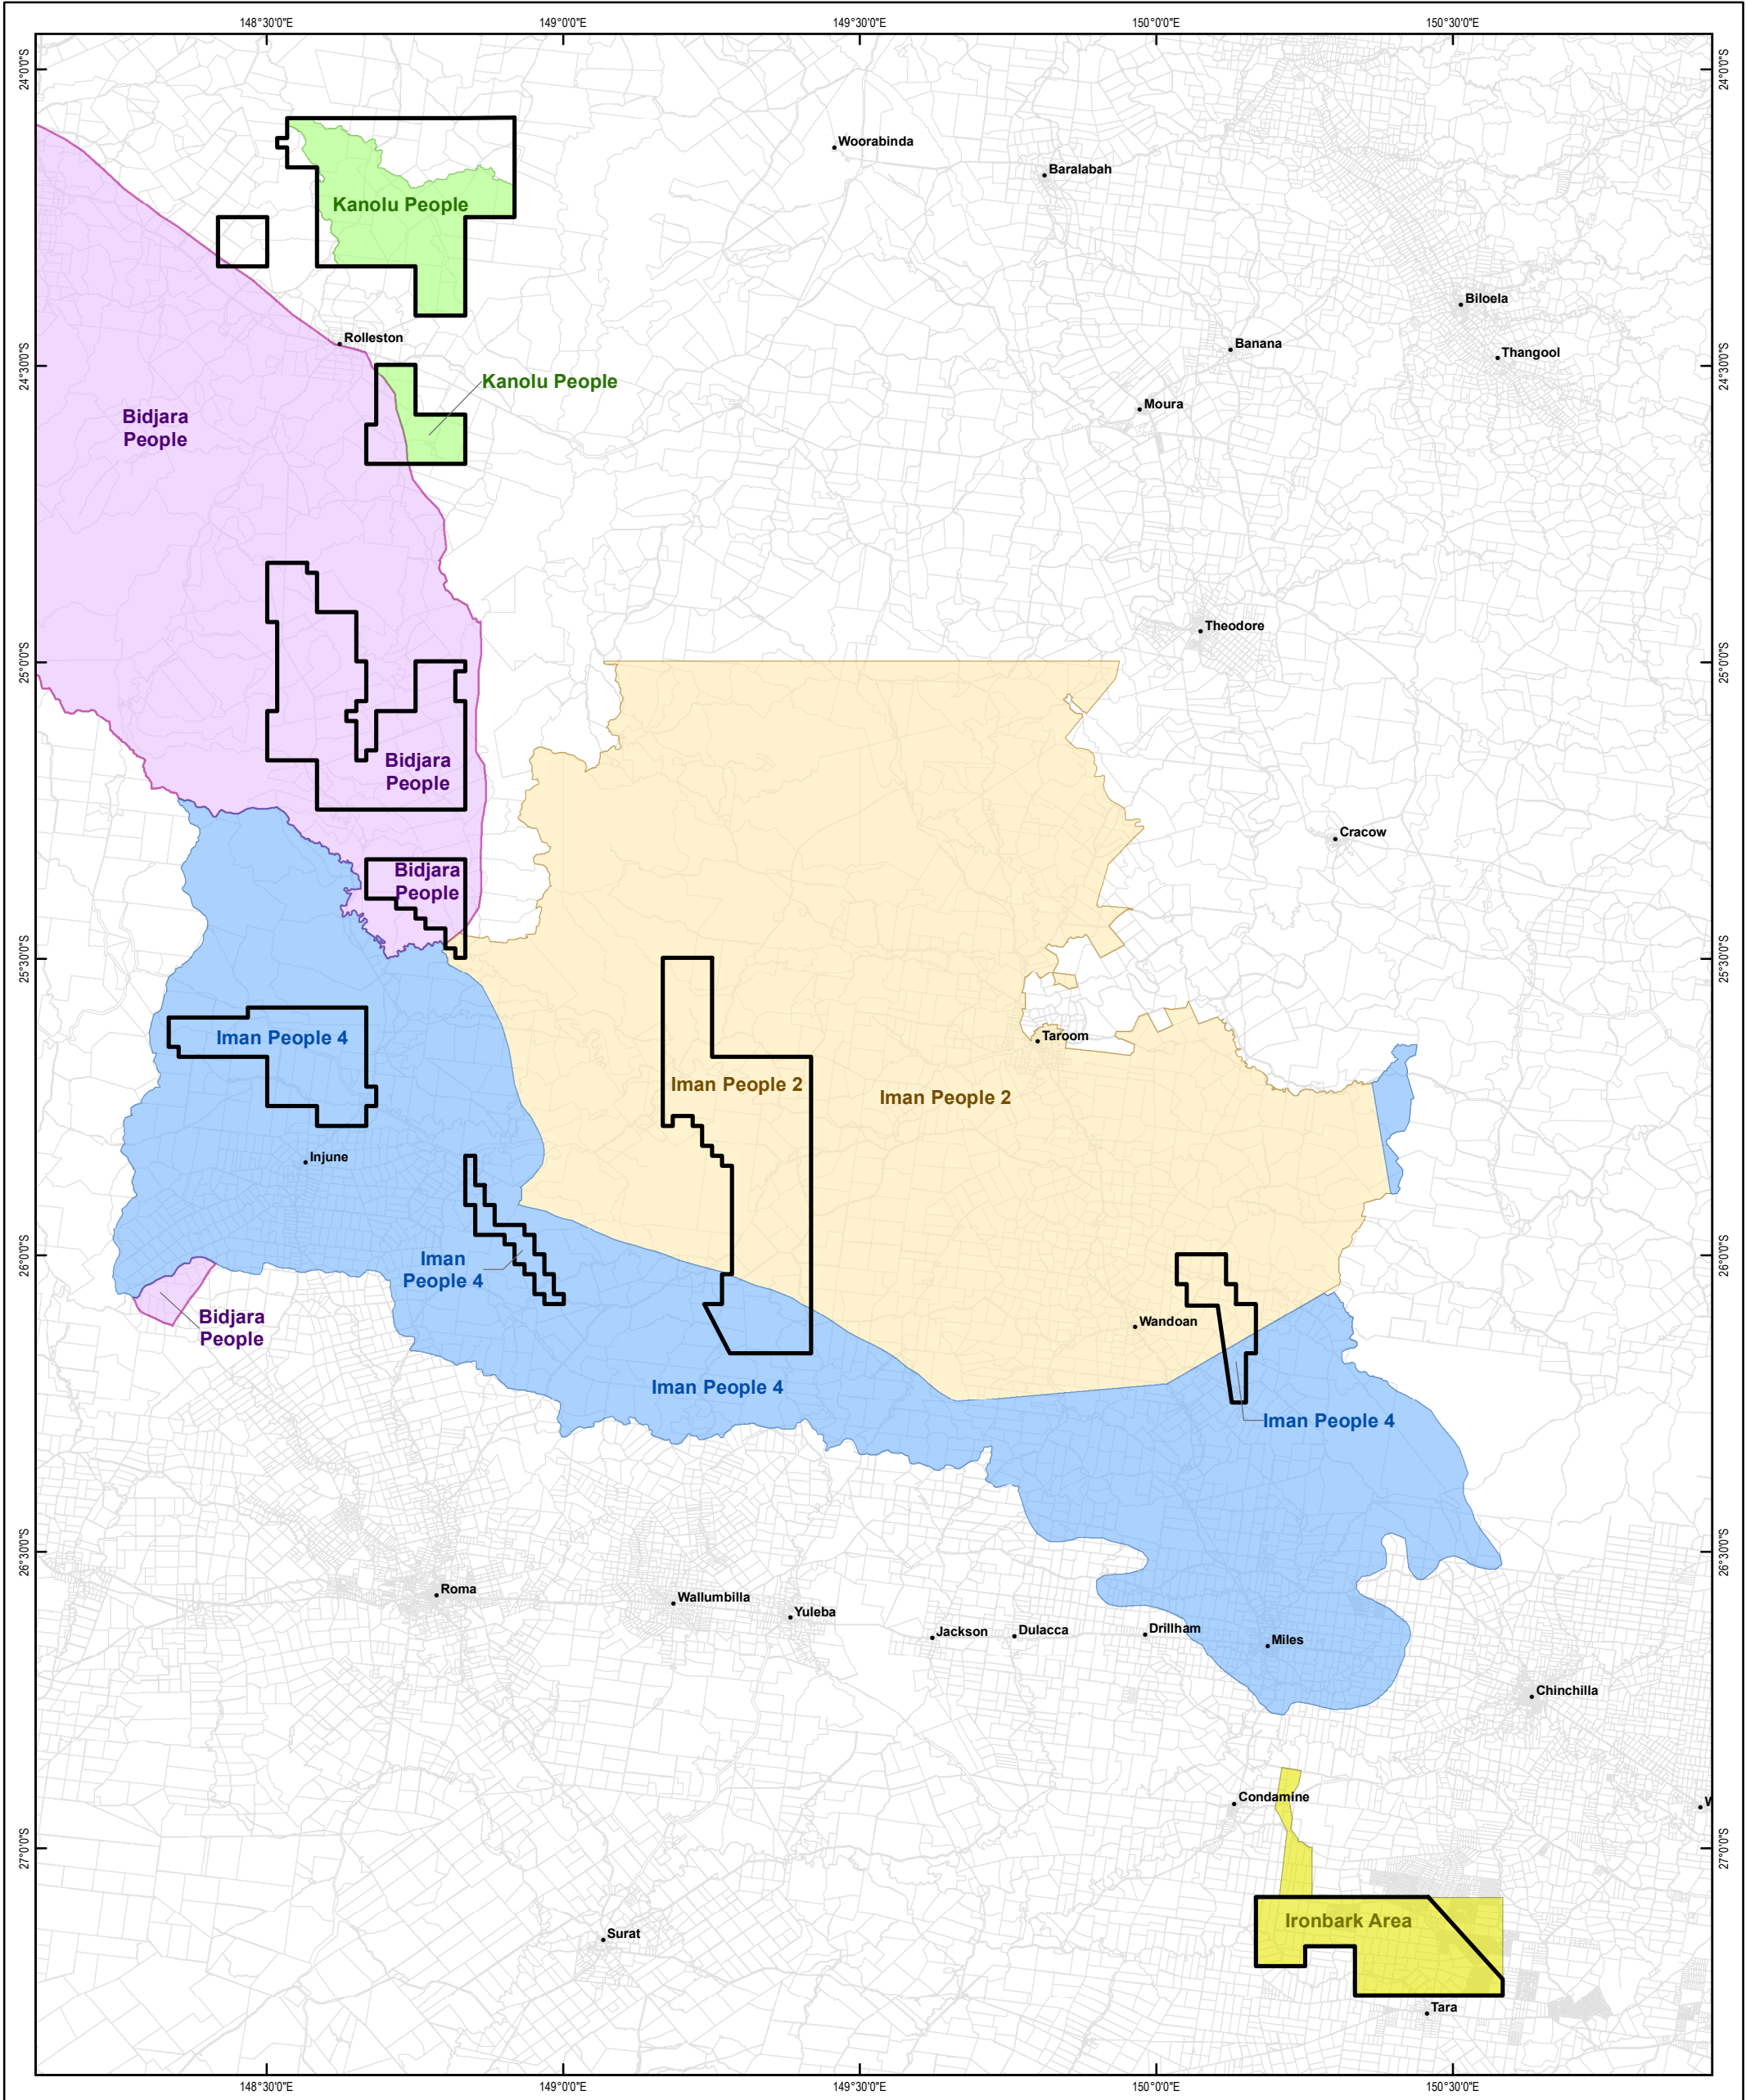 148°30'0"E 149°0'0"E 149°30'0"E 150°0'0"E 150°30'0"E
24°0'0"S 24°0'0"S
Woorabinda
Baralabah
Kanolu People
Biloela
Rolleston
Banana
Thangool
24°30'0"S 24°30'0"S
Kanolu People
Moura
Bidjara
People
Theodore
25°0'0"S 25°0'0"S
Bidjara
People
Cracow
Bidjara
People
25°30'0"S 25°30'0"S
Iman People 4
Taroom
Iman People 2
Iman People 2
Injune
26°0'0"S 26°0'0"S
Iman
People 4
Bidjara
People
Wandoan
Iman People 4
Iman People 4
26°30'0"S 26°30'0"S
Roma
Wallumbilla
Yuleba
Jackson
Dulacca
Drillham
Miles
Chinchilla
Condamine
27°0'0"S 27°0'0"S
Ironbark Area
Surat
Tara
148°30'0"E 149°0'0"E 149°30'0"E 150°0'0"E 150°30'0"E